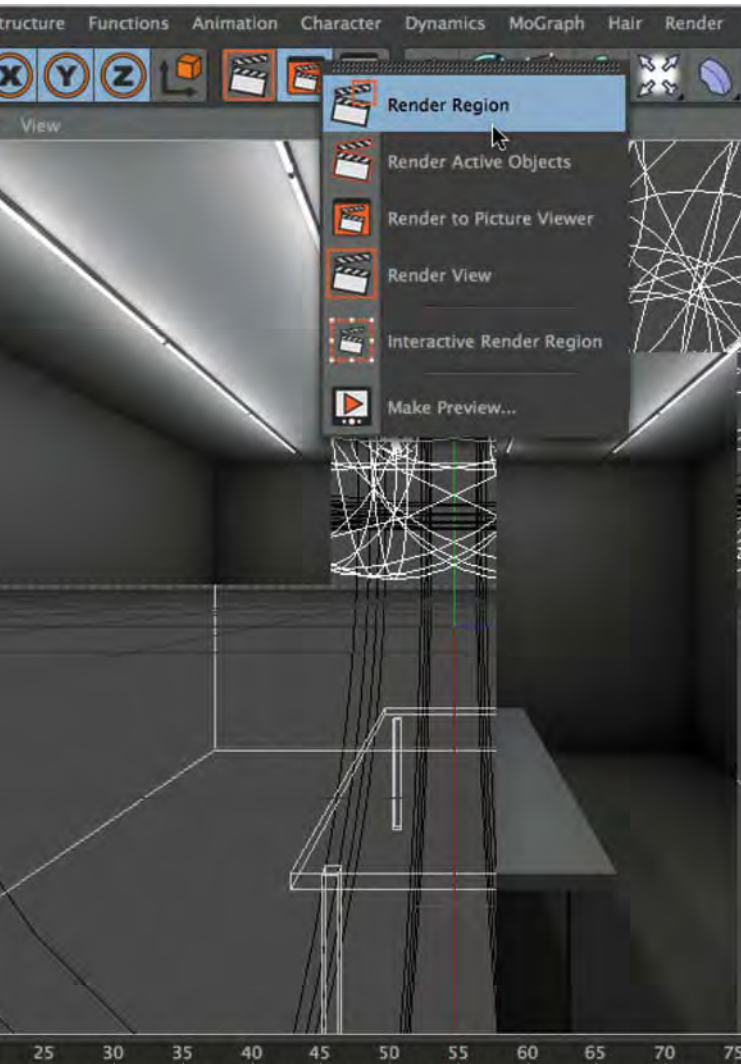 tructure Functions Animation Character Dynamics MoGraph Hair Render
X Y Z
View
Render Region
Render Active Objects
Render to Picture Viewer
Render View
Interactive Render Region
Make Preview...
25 30 35 40 45 50 55 60 65 75